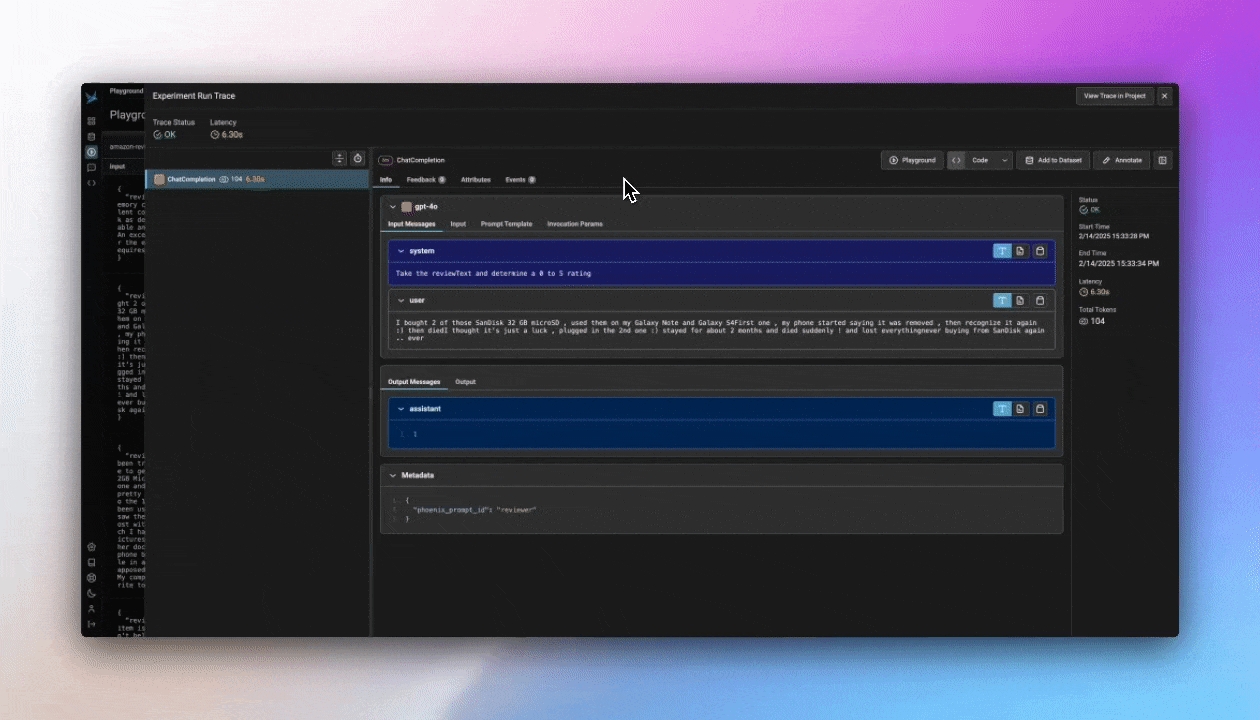 Playground
Playgro
amazon-rev
Input
{
"revi
emory c
lent co
k as de
able an
An exce
r the e
equires
}
{
"revi
ght 2 o
32 GB m
hem on
and Gal
, my ph
ing it
hen rec
:) then
it's ju
gged in
stayed
ths and
! and l
ever bu
sk agai
}
{
"revi
been tr
e to ge
2GB Mic
one and
pretty
o the l
been us
saw the
ost wit
ch I ha
ictures
her doc
phone b
le in a
apposed
My comp
rite to
{
"revi
item is
n't bel
Experiment Run Trace
View Trace in Project
Trace Status
Latency
OK
6.30s
ChatCompletion 104 6.30s
llm ChatCompletion
Playground
Code
Add to Dataset
Annotate
Info
Feedback 0
Attributes
Events 0
gpt-4o
Input Messages
Input
Prompt Template
Invocation Params
system
Take the reviewText and determine a 0 to 5 rating
user
I bought 2 of those SanDisk 32 GB microSD , used them on my Galaxy Note and Galaxy S4First one , my phone started saying it was removed , then recognize it again
:) then diedI thought it's just a luck , plugged in the 2nd one :) stayed for about 2 months and died suddenly ! and lost everythingnever buying from SanDisk again
.. ever
Output Messages
Output
assistant
1 1
Metadata
{
"phoenix_prompt_id": "reviewer"
}
Status
OK
Start Time
2/14/2025 15:33:28 PM
End Time
2/14/2025 15:33:34 PM
Latency
6.30s
Total Tokens
104